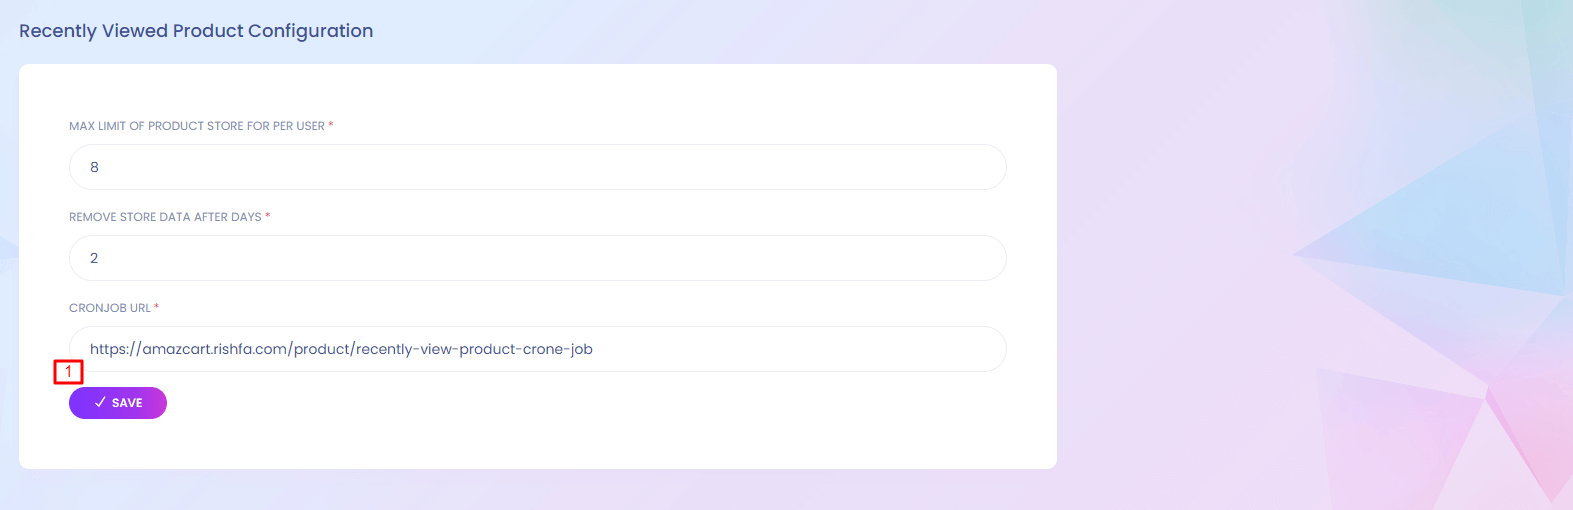 Recently Viewed Product Configuration
MAX LIMIT OF PRODUCT STORE FOR PER USER *
8
REMOVE STORE DATA AFTER DAYS *
2
CRONJOB URL *
https://amazcart.rishfa.com/product/recently-view-product-crone-job
1
SAVE